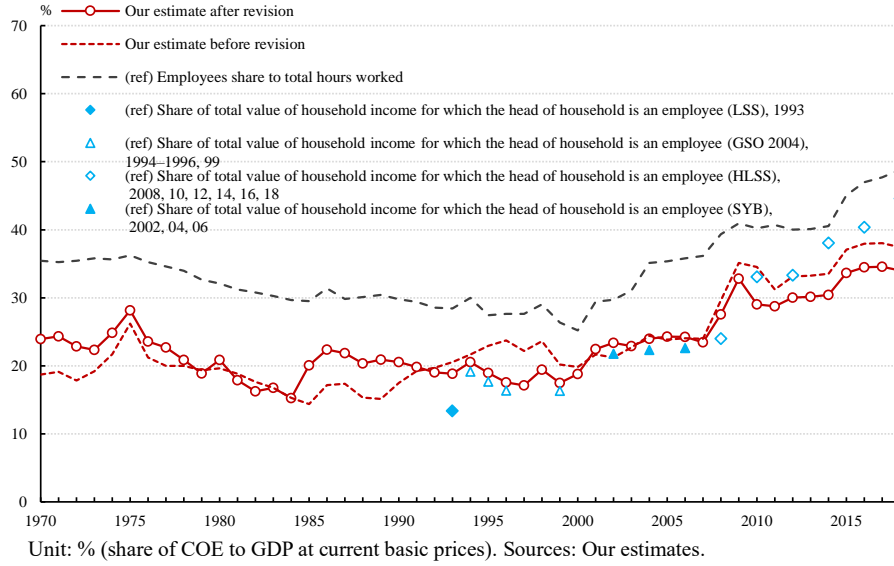 70
%
Our estimate after revision
Our estimate before revision
60
(ref) Employees share to total hours worked
(ref) Share of total value of household income for which the head of household is an employee (LSS), 1993
(ref) Share of total value of household income for which the head of household is an employee (GSO 2004),
1994–1996, 99
50
(ref) Share of total value of household income for which the head of household is an employee (HLSS),
2008, 10, 12, 14, 16, 18
(ref) Share of total value of household income for which the head of household is an employee (SYB),
2002, 04, 06
40
30
20
10
0
1970 1975 1980 1985 1990 1995 2000 2005 2010 2015
Unit: % (share of COE to GDP at current basic prices). Sources: Our estimates.